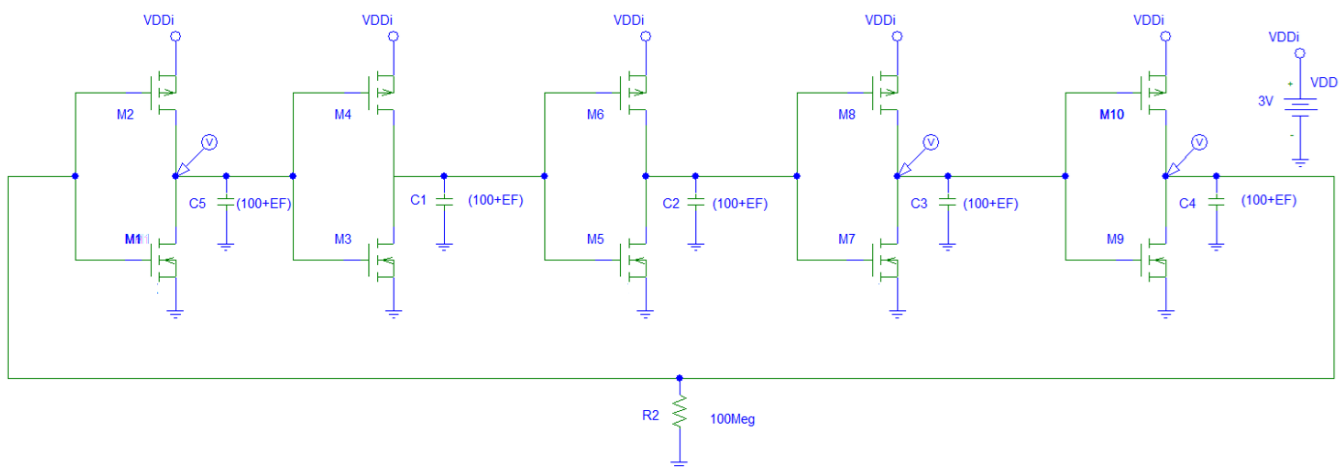 VDDi
VDDi
VDDi
VDDi
VDDi
VDDi
VDD
+
3V
-
M2
M4
M6
M8
M10
V
V
V
C5
(100+EF)
C1
(100+EF)
C2
(100+EF)
C3
(100+EF)
C4
(100+EF)
M1
M3
M5
M7
M9
R2
100Meg